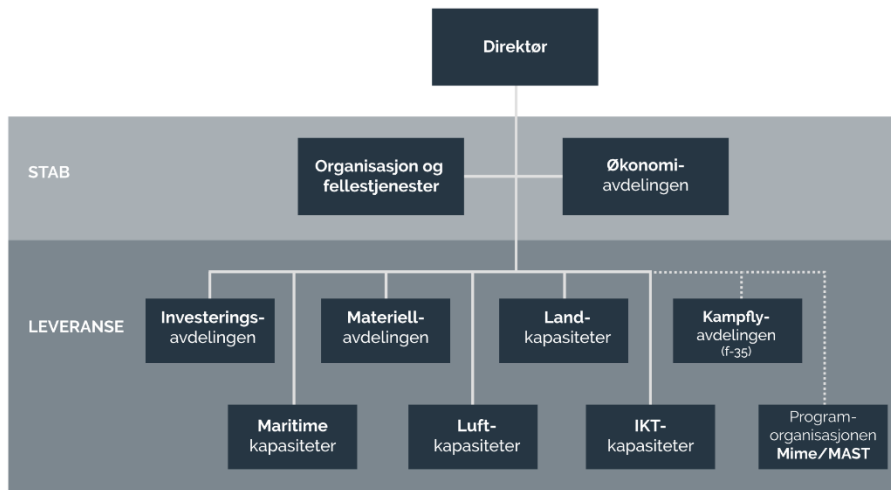 Direktør
STAB
Organisasjon og
fellestjenester
Økonomi-
avdelingen
LEVERANSE
Investerings-
avdelingen
Materiell-
avdelingen
Land-
kapasiteter
Kampfly-
avdelingen
(f-35)
Maritime
kapasiteter
Luft-
kapasiteter
IKT-
kapasiteter
Program-
organisasjonen
Mime/MAST